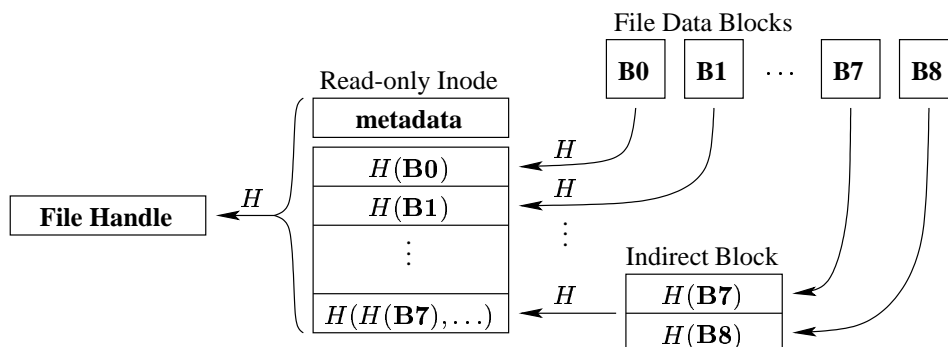 File Data Blocks
B0 B1 ... B7 B8
Read-only Inode
metadata
H
H(B0)
H
H(B1)
H
File Handle
⋮
⋮
Indirect Block
H
H(B7)
H(H(B7),...)
H(B8)